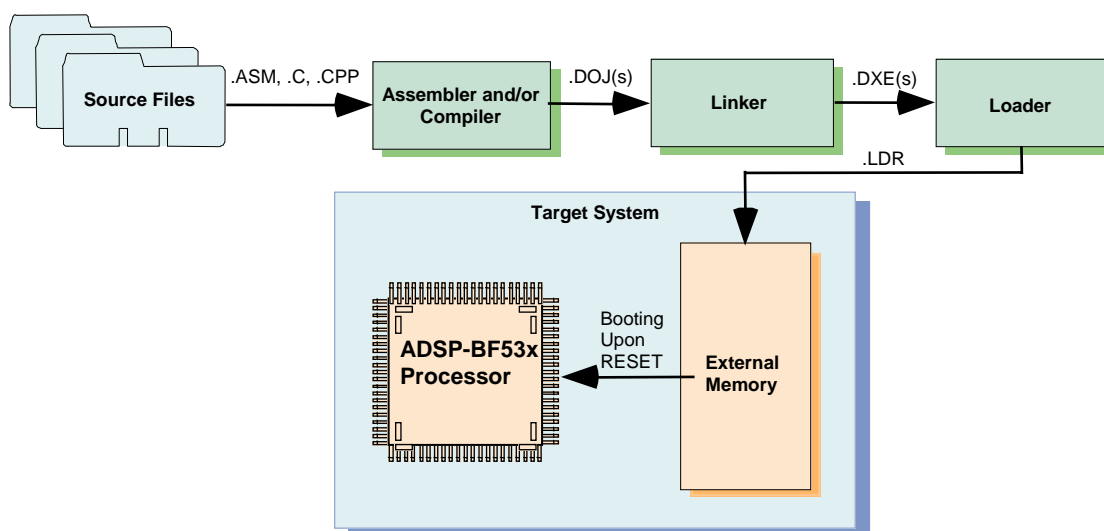 .ASM, .C, .CPP
.DOJ(s)
.DXE(s)
Source Files
Assembler and/or
Compiler
Linker
Loader
.LDR
Target System
Booting
Upon
RESET
ADSP-BF53x
Processor
External
Memory